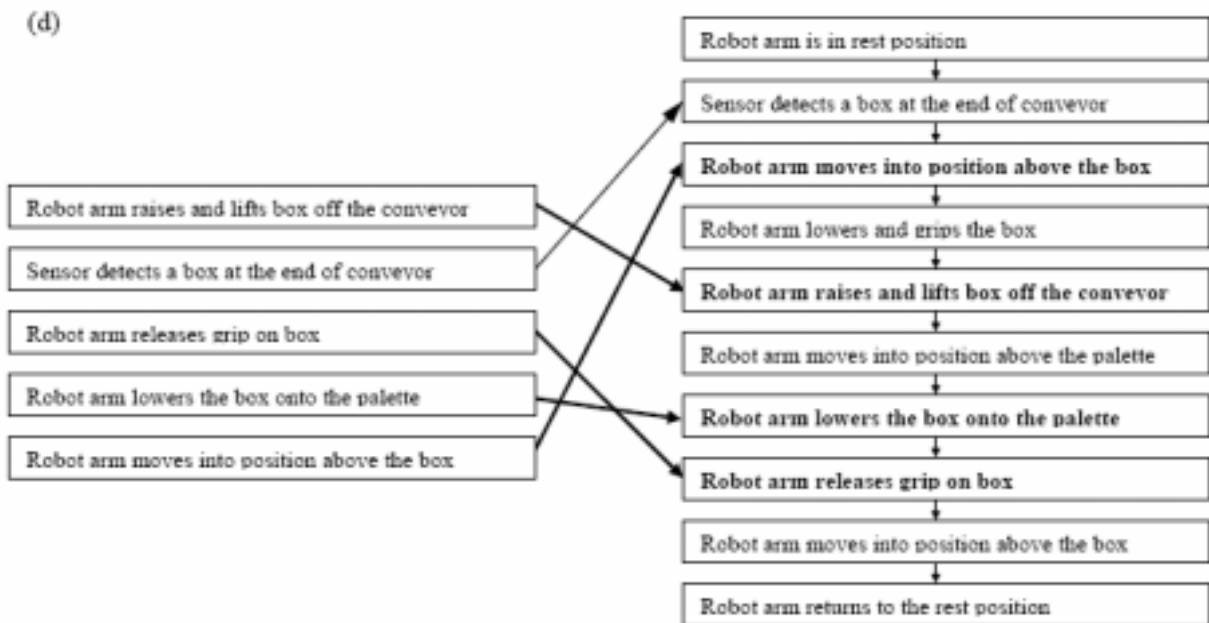 (d)
Robot arm raises and lifts box off the conveyor
Sensor detects a box at the end of conveyor
Robot arm releases grip on box
Robot arm lowers the box onto the palette
Robot arm moves into position above the box
Robot arm is in rest position
Sensor detects a box at the end of conveyor
Robot arm moves into position above the box
Robot arm lowers and grips the box
Robot arm raises and lifts box off the conveyor
Robot arm moves into position above the palette
Robot arm lowers the box onto the palette
Robot arm releases grip on box
Robot arm moves into position above the box
Robot arm returns to the rest position